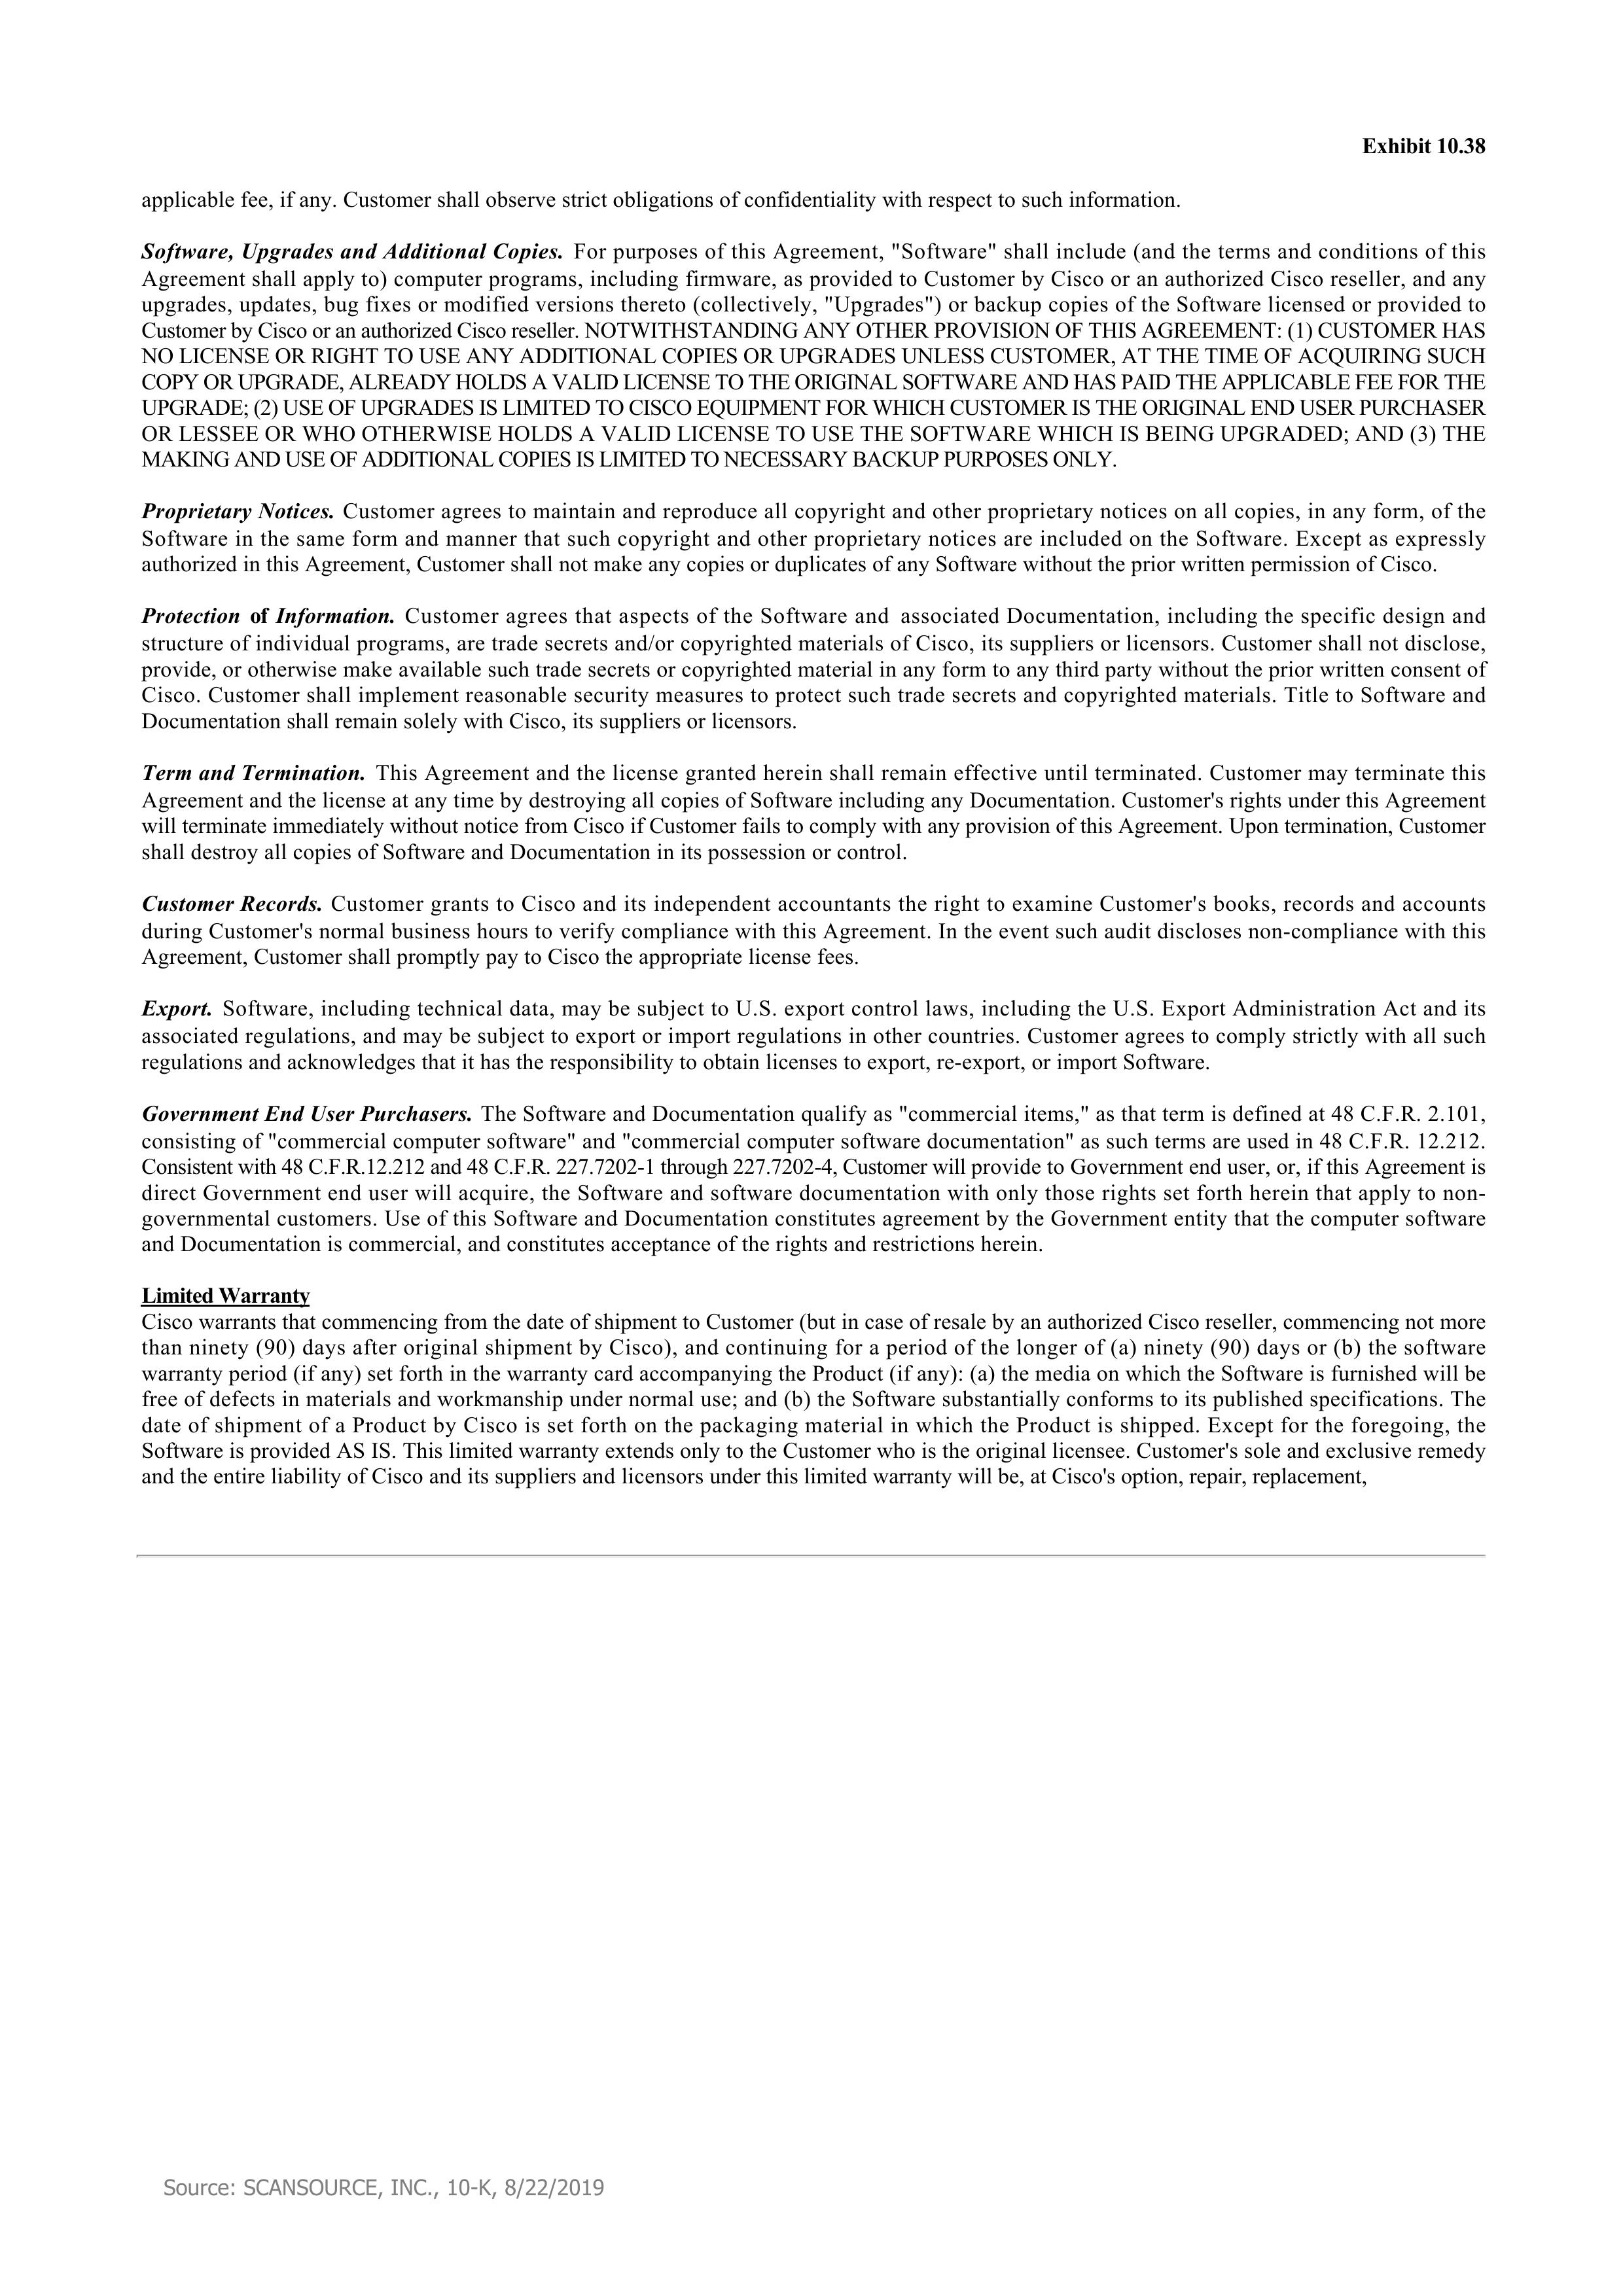 Exhibit 10.38
applicable fee, if any. Customer shall observe strict obligations of confidentiality with respect to such information.
Software, Upgrades and Additional Copies. For purposes of this Agreement, "Software" shall include (and the terms and conditions of this
Agreement shall apply to) computer programs, including firmware, as provided to Customer by Cisco or an authorized Cisco reseller, and any
upgrades, updates, bug fixes or modified versions thereto (collectively, "Upgrades") or backup copies of the Software licensed or provided to
Customer by Cisco or an authorized Cisco reseller. NOTWITHSTANDING ANY OTHER PROVISION OF THIS AGREEMENT: (1) CUSTOMER HAS
NO LICENSE OR RIGHT TO USE ANY ADDITIONAL COPIES OR UPGRADES UNLESS CUSTOMER, AT THE TIME OF ACQUIRING SUCH
COPY OR UPGRADE, ALREADY HOLDS A VALID LICENSE TO THE ORIGINAL SOFTWARE AND HAS PAID THE APPLICABLE FEE FOR THE
UPGRADE; (2) USE OF UPGRADES IS LIMITED TO CISCO EQUIPMENT FOR WHICH CUSTOMER IS THE ORIGINAL END USER PURCHASER
OR LESSEE OR WHO OTHERWISE HOLDS A VALID LICENSE TO USE THE SOFTWARE WHICH IS BEING UPGRADED; AND (3) THE
MAKING AND USE OF ADDITIONAL COPIES IS LIMITED TO NECESSARY BACKUP PURPOSES ONLY.
Proprietary Notices. Customer agrees to maintain and reproduce all copyright and other proprietary notices on all copies, in any form, of the
Software in the same form and manner that such copyright and other proprietary notices are included on the Software. Except as expressly
authorized in this Agreement, Customer shall not make any copies or duplicates of any Software without the prior written permission of Cisco.
Protection of Information. Customer agrees that aspects of the Software and associated Documentation, including the specific design and
structure of individual programs, are trade secrets and/or copyrighted materials of Cisco, its suppliers or licensors. Customer shall not disclose,
provide, or otherwise make available such trade secrets or copyrighted material in any form to any third party without the prior written consent of
Cisco. Customer shall implement reasonable security measures to protect such trade secrets and copyrighted materials. Title to Software and
Documentation shall remain solely with Cisco, its suppliers or licensors.
Term and Termination. This Agreement and the license granted herein shall remain effective until terminated. Customer may terminate this
Agreement and the license at any time by destroying all copies of Software including any Documentation. Customer's rights under this Agreement
will terminate immediately without notice from Cisco if Customer fails to comply with any provision of this Agreement. Upon termination, Customer
shall destroy all copies of Software and Documentation in its possession or control.
Customer Records. Customer grants to Cisco and its independent accountants the right to examine Customer's books, records and accounts
during Customer's normal business hours to verify compliance with this Agreement. In the event such audit discloses non-compliance with this
Agreement, Customer shall promptly pay to Cisco the appropriate license fees.
Export. Software, including technical data, may be subject to U.S. export control laws, including the U.S. Export Administration Act and its
associated regulations, and may be subject to export or import regulations in other countries. Customer agrees to comply strictly with all such
regulations and acknowledges that it has the responsibility to obtain licenses to export, re-export, or import Software.
Government End User Purchasers. The Software and Documentation qualify as "commercial items," as that term is defined at 48 C.F.R. 2.101,
consisting of "commercial computer software" and "commercial computer software documentation" as such terms are used in 48 C.F.R. 12.212.
Consistent with 48 C.F.R.12.212 and 48 C.F.R. 227.7202-1 through 227.7202-4, Customer will provide to Government end user, or, if this Agreement is
direct Government end user will acquire, the Software and software documentation with only those rights set forth herein that apply to non-
governmental customers. Use of this Software and Documentation constitutes agreement by the Government entity that the computer software
and Documentation is commercial, and constitutes acceptance of the rights and restrictions herein.
Limited Warranty
Cisco warrants that commencing from the date of shipment to Customer (but in case of resale by an authorized Cisco reseller, commencing not more
than ninety (90) days after original shipment by Cisco), and continuing for a period of the longer of (a) ninety (90) days or (b) the software
warranty period (if any) set forth in the warranty card accompanying the Product (if any): (a) the media on which the Software is furnished will be
free of defects in materials and workmanship under normal use; and (b) the Software substantially conforms to its published specifications. The
date of shipment of a Product by Cisco is set forth on the packaging material in which the Product is shipped. Except for the foregoing, the
Software is provided AS IS. This limited warranty extends only to the Customer who is the original licensee. Customer's sole and exclusive remedy
and the entire liability of Cisco and its suppliers and licensors under this limited warranty will be, at Cisco's option, repair, replacement,
Source: SCANSOURCE, INC., 10-K, 8/22/2019